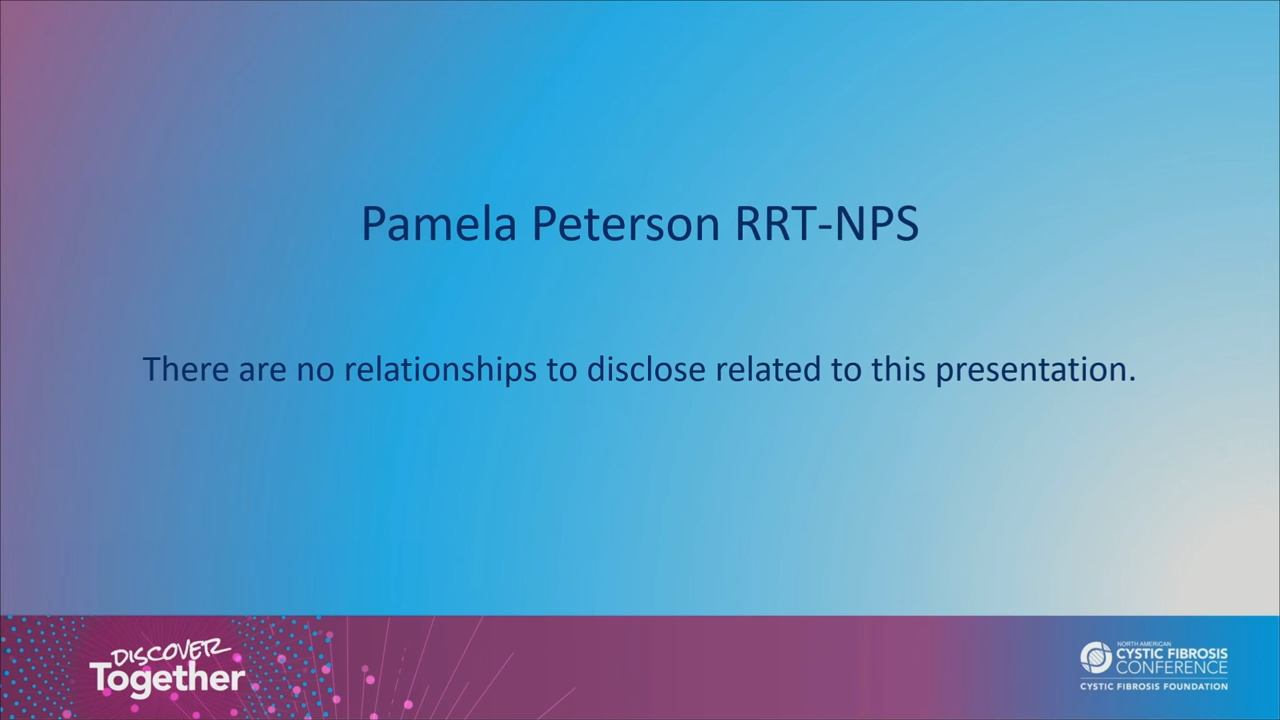 Pamela Peterson RRT-NPS
There are no relationships to disclose related to this presentation.
DISCOVER
Together
NORTH AMERICAN
CYSTIC FIBROSIS
CONFERENCE
CYSTIC FIBROSIS FOUNDATION